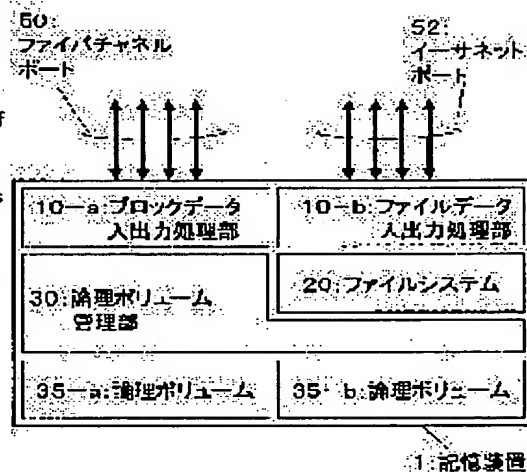 50:
ファイバチャネル
ポート
52:
イーサネット
ポート
f
s
10-a:ブロックデータ
入出力処理部
10-b:ファイルデータ
入出力処理部
30:論理ボリューム
管理部
20:ファイルシステム
35-a:論理ボリューム
35-b:論理ボリューム
1:記憶装置